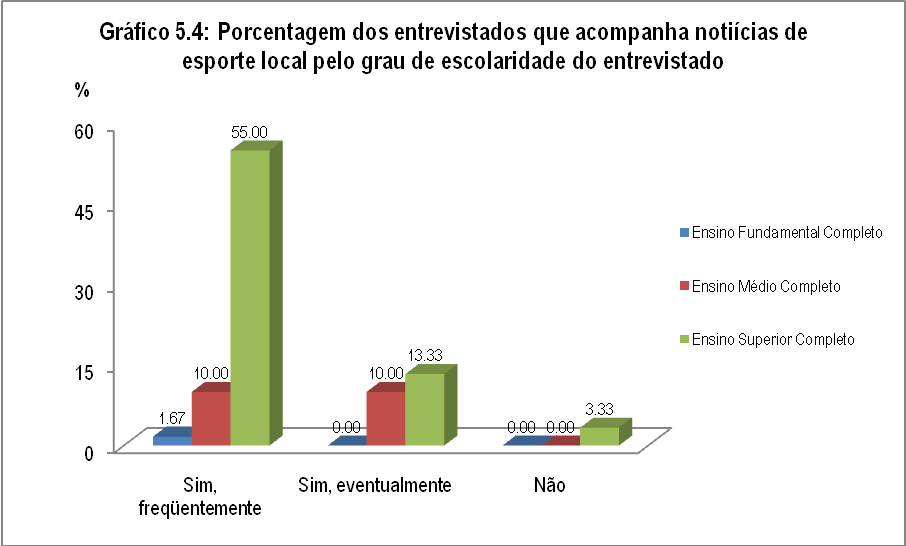 Gráfico 5.4: Porcentagem dos entrevistados que acompanha notiícias de
esporte local pelo grau de escolaridade do entrevistado
%
60
45
30
15
0
1.67
10.00
55.00
0.00
10.00
13.33
0.00
0.00
3.33
Sim,
freqüentemente
Sim, eventualmente
Não
Ensino Fundamental Completo
Ensino Médio Completo
Ensino Superior Completo